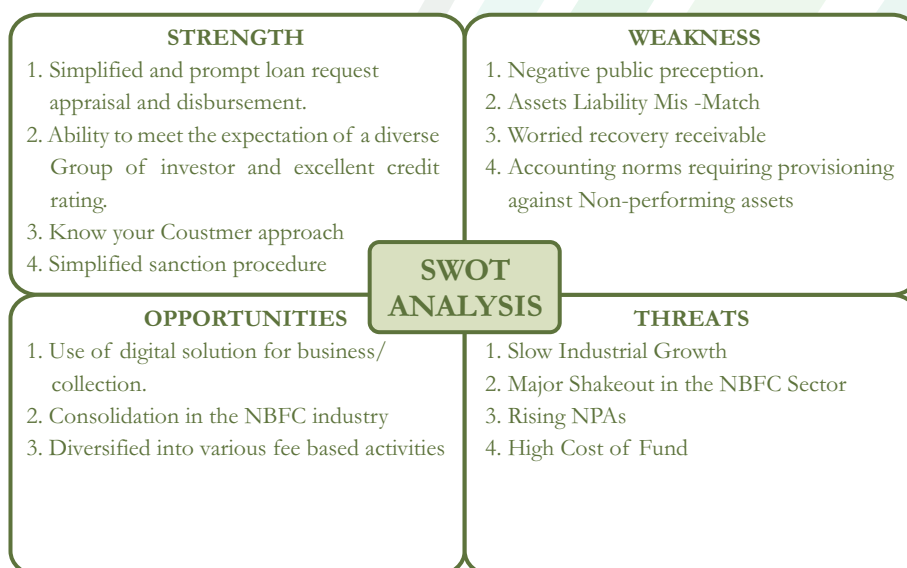 STRENGTH
1. Simplified and prompt loan request
appraisal and disbursement.
2. Ability to meet the expectation of a diverse
Group of investor and excellent credit
rating.
3. Know your Coustmer approach
4. Simplified sanction procedure
WEAKNESS
1. Negative public preception.
2. Assets Liability Mis -Match
3. Worried recovery receivable
4. Accounting norms requiring provisioning
against Non-performing assets
SWOT
ANALYSIS
OPPORTUNITIES
1. Use of digital solution for business/
collection.
2. Consolidation in the NBFC industry
3. Diversified into various fee based activities
THREATS
1. Slow Industrial Growth
2. Major Shakeout in the NBFC Sector
3. Rising NPAs
4. High Cost of Fund